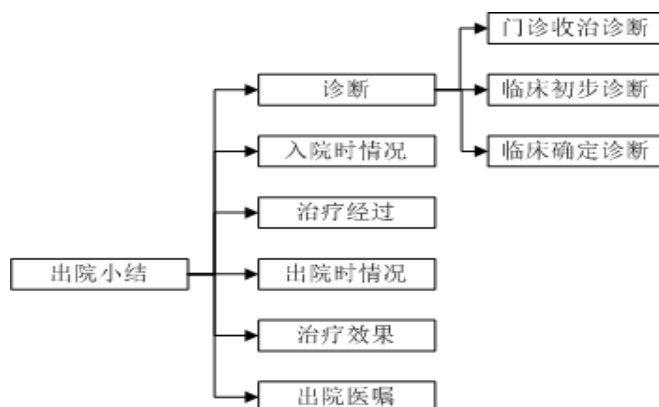 门诊收治诊断
诊断
临床初步诊断
入院时情况
临床确定诊断
治疗经过
出院小结
出院时情况
治疗效果
出院医嘱